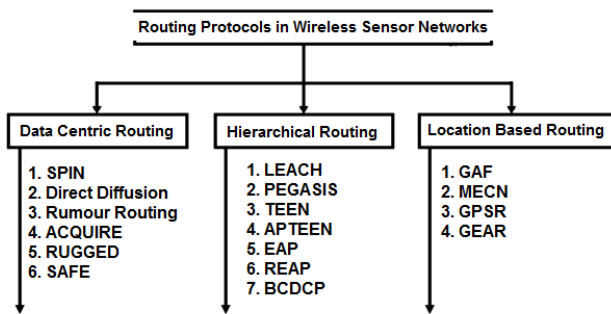 Routing Protocols in Wireless Sensor Networks
Data Centric Routing
1. SPIN
2. Direct Diffusion
3. Rumour Routing
4. ACQUIRE
5. RUGGED
6. SAFE
Hierarchical Routing
1. LEACH
2. PEGASIS
3. TEEN
4. APTEEN
5. EAP
6. REAP
7. BCDCP
Location Based Routing
1. GAF
2. MECN
3. GPSR
4. GEAR